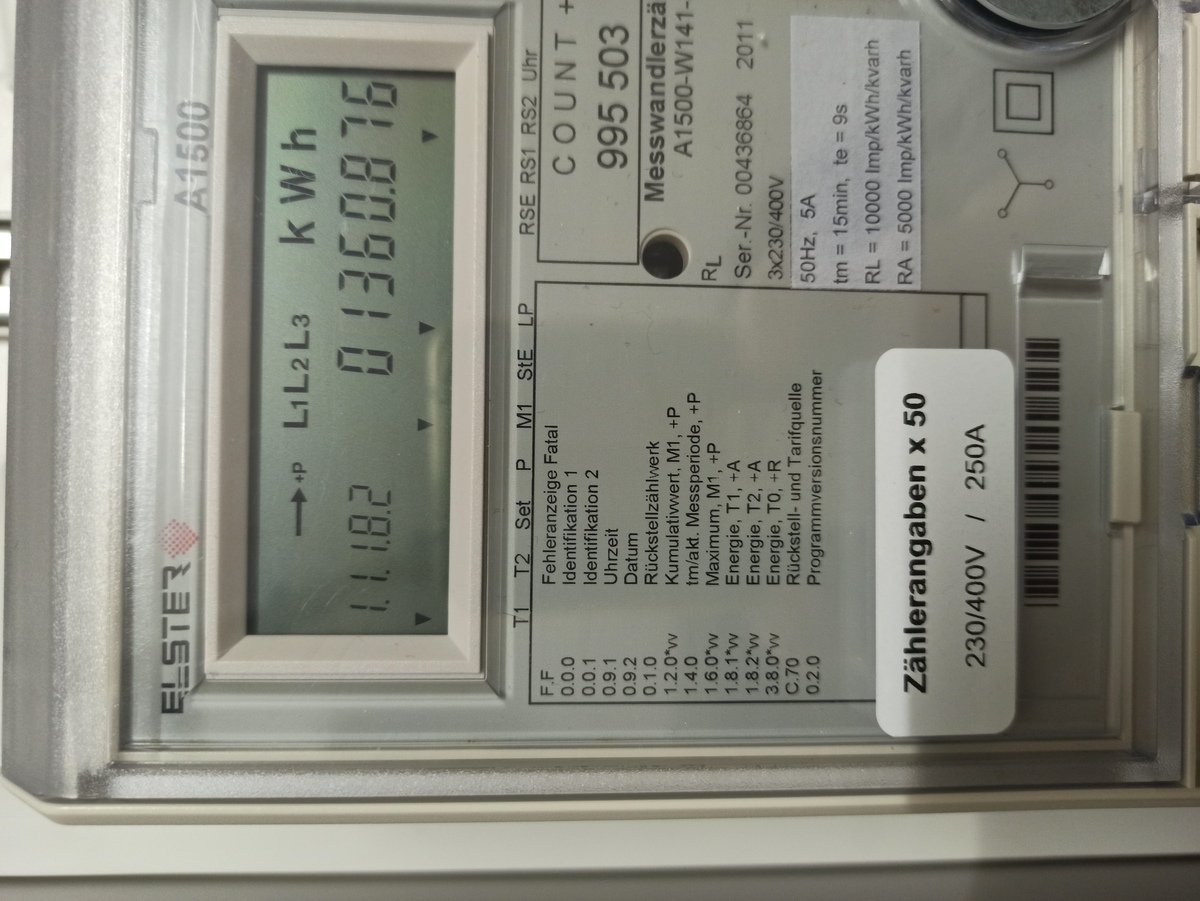 ELSTER A1500
+P L1 L2 L3 kWh
1.1.1.8.2 01360.876
T1 T2 Set P M1 StE LP RSE RS1 RS2 Uhr
F.F Fehleranzeige Fatal
0.0.0 Identifikation 1
0.0.1 Identifikation 2
0.9.1 Uhrzeit
0.9.2 Datum
0.1.0 Rückstellzählwerk
1.2.0*vv Kumulativwert, M1, +P
1.4.0 tm/akt. Messperiode, +P
1.6.0*vv Maximum, M1, +P
1.8.1*vv Energie, T1, +A
1.8.2*vv Energie, T2, +A
3.8.0*vv Energie, T0, +R
C.70 Rückstell- und Tarifquelle
0.2.0 Programmversionsnummer
COUNT +
995 503
Messwandlerzä
A1500-W141-
RL
Ser.-Nr. 00436864 2011
3x230/400V
50Hz, 5A
tm = 15min, te = 9s
RL = 10000 Imp/kWh/kvarh
RA = 5000 Imp/kWh/kvarh
Zählerangaben x 50
230/400V / 250A